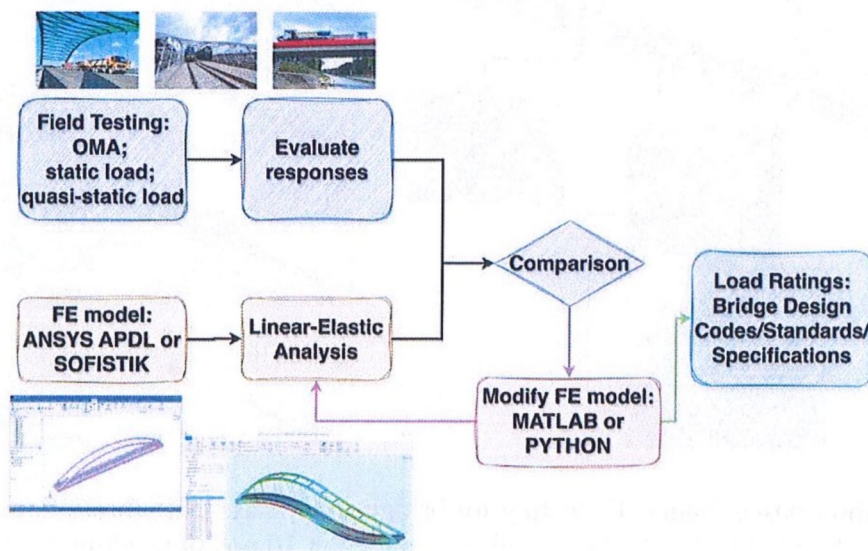 Field Testing:
OMA;
static load;
quasi-static load
Evaluate
responses
Comparison
FE model:
ANSYS APDL or
SOFISTIK
Linear-Elastic
Analysis
Modify FE model:
MATLAB or
PYTHON
Load Ratings:
Bridge Design
Codes/Standards/
Specifications